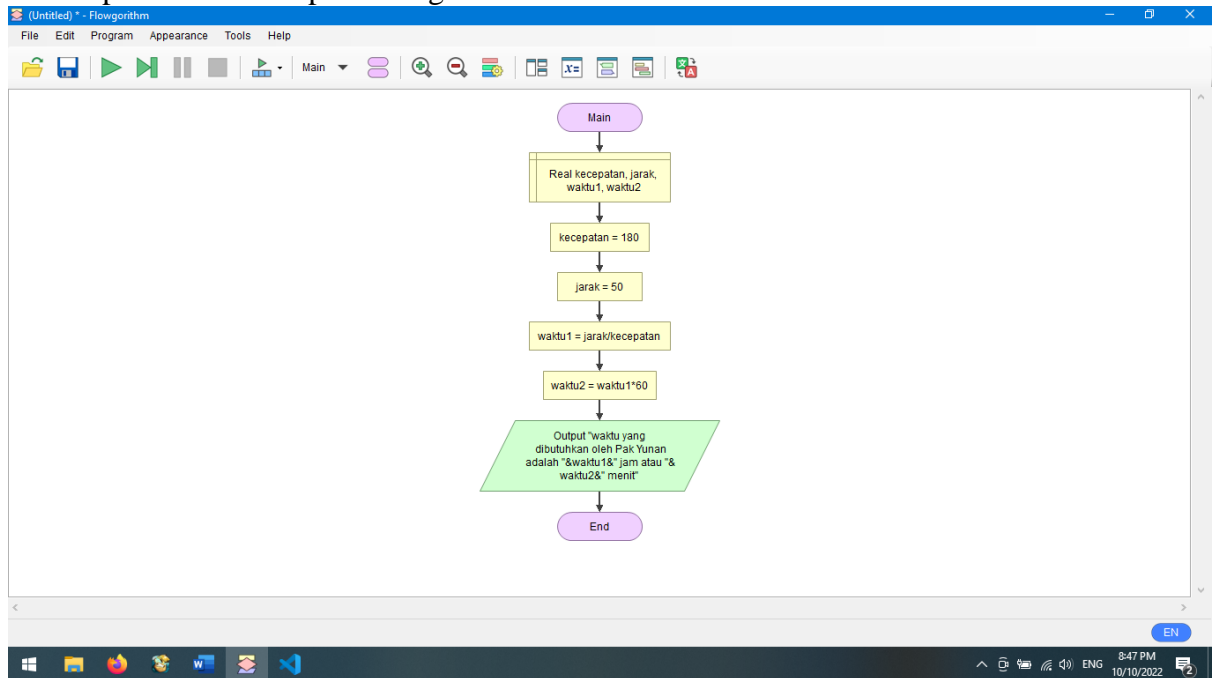 (Untitled) * - Flowgorithm
File Edit Program Appearance Tools Help
Main
x=
Main
Real kecepatan, jarak,
waktu1, waktu2
kecepatan = 180
jarak = 50
waktu1 = jarak/kecepatan
waktu2 = waktu1*60
Output "waktu yang
dibutuhkan oleh Pak Yunan
adalah "&waktu1&" jam atau "&
waktu2&" menit"
End
EN
ENG
8:47 PM
10/10/2022
2